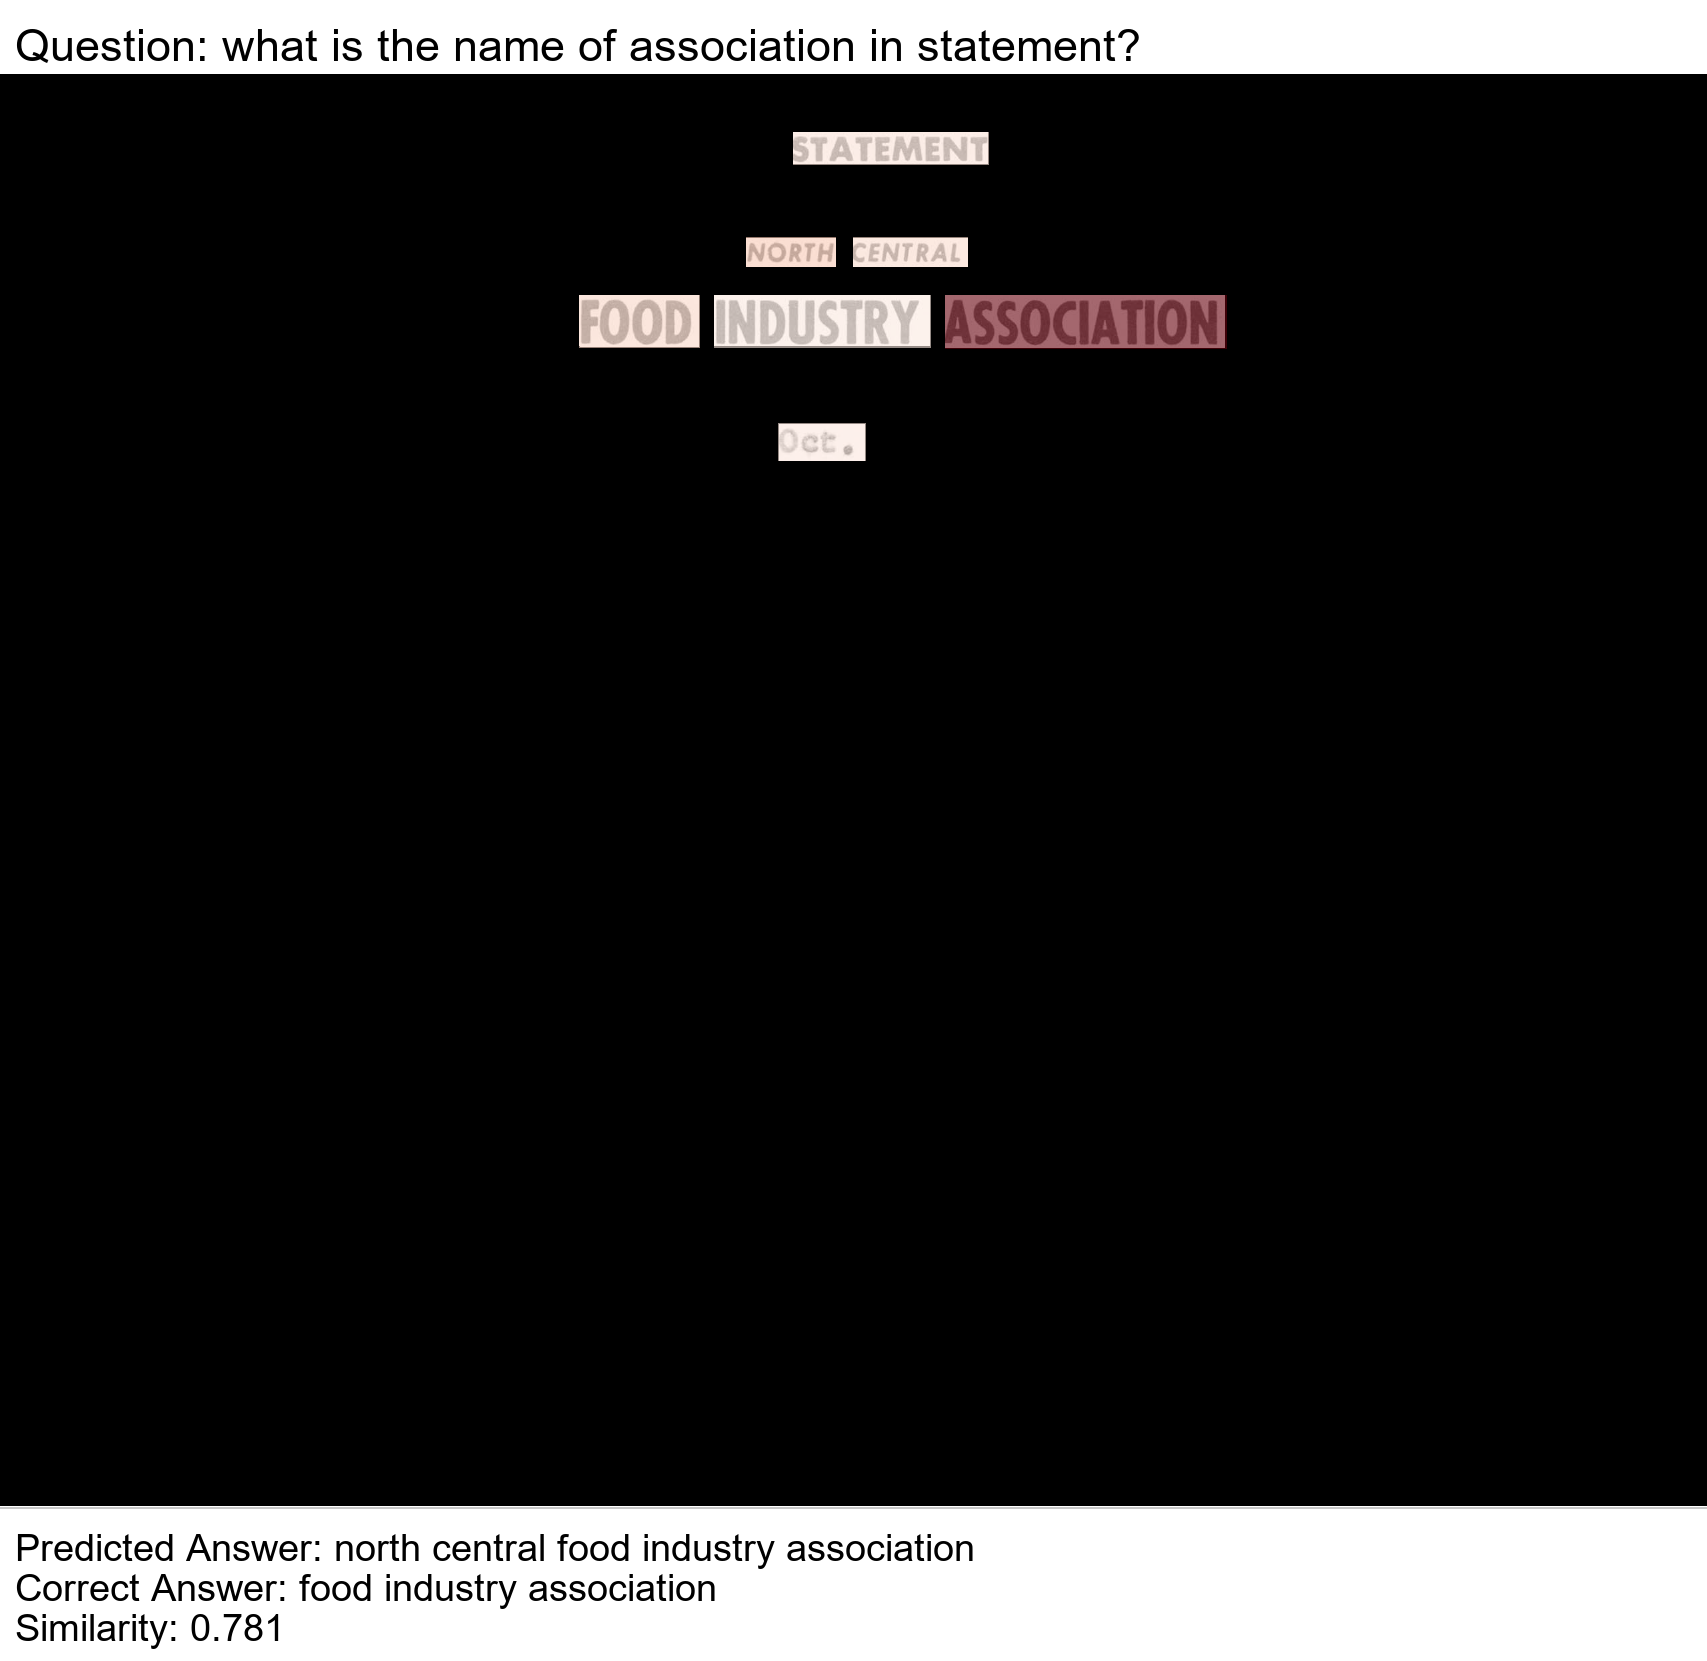 Question: what is the name of association in statement?
STATEMENT
NORTH CENTRAL
FOOD INDUSTRY ASSOCIATION
Oct.
Predicted Answer: north central food industry association
Correct Answer: food industry association
Similarity: 0.781